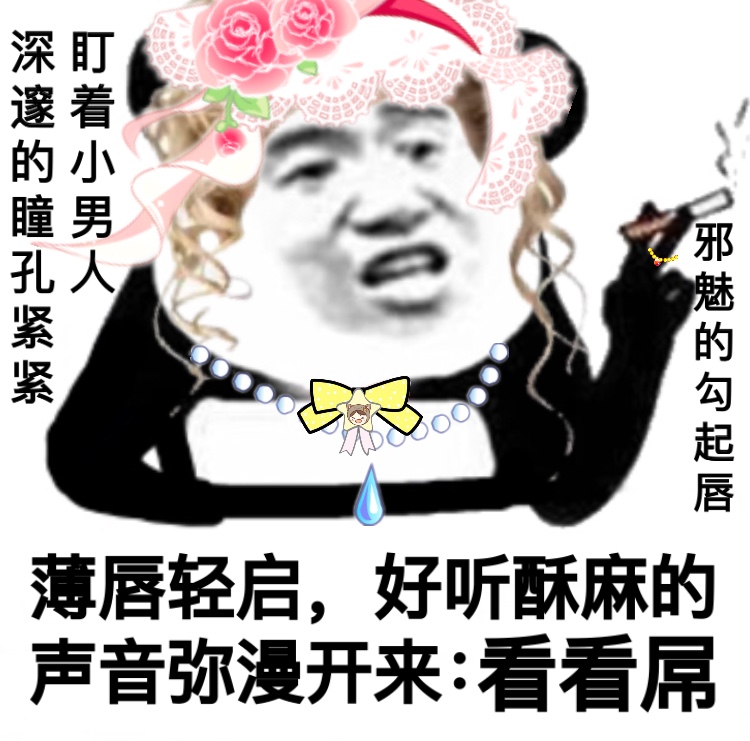 深邃的瞳孔紧紧
盯着小男人
邪魅的勾起唇
薄唇轻启，好听酥麻的
声音弥漫开来：看看屌